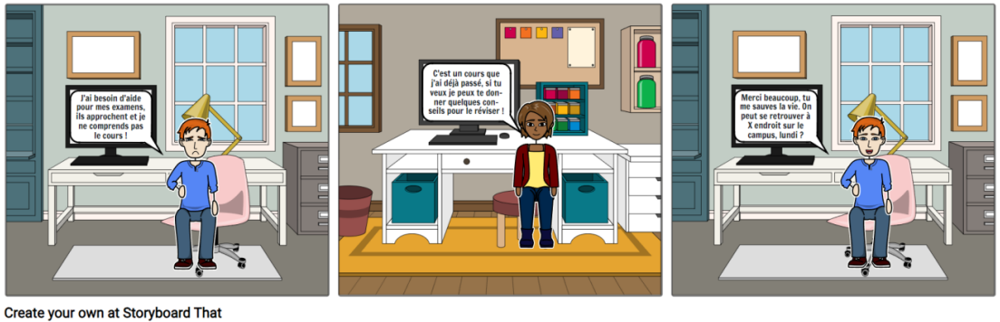 J'ai besoin d'aide
pour mes examens,
ils approchent et je
ne comprends pas
le cours !
C'est un cours que
j'ai déjà passé, si tu
veux je peux te don-
ner quelques con-
seils pour le réviser !
Merci beaucoup, tu
me sauves la vie. On
peut se retrouver à
X endroit sur le
campus, lundi ?
Create your own at Storyboard That